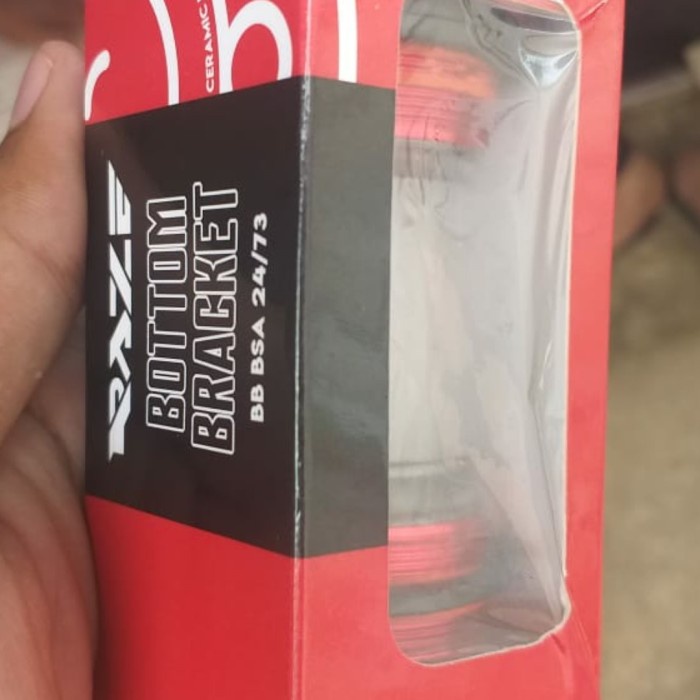 CERAMIC
RAZE
BOTTOM
BRACKET
BB BSA 24/73